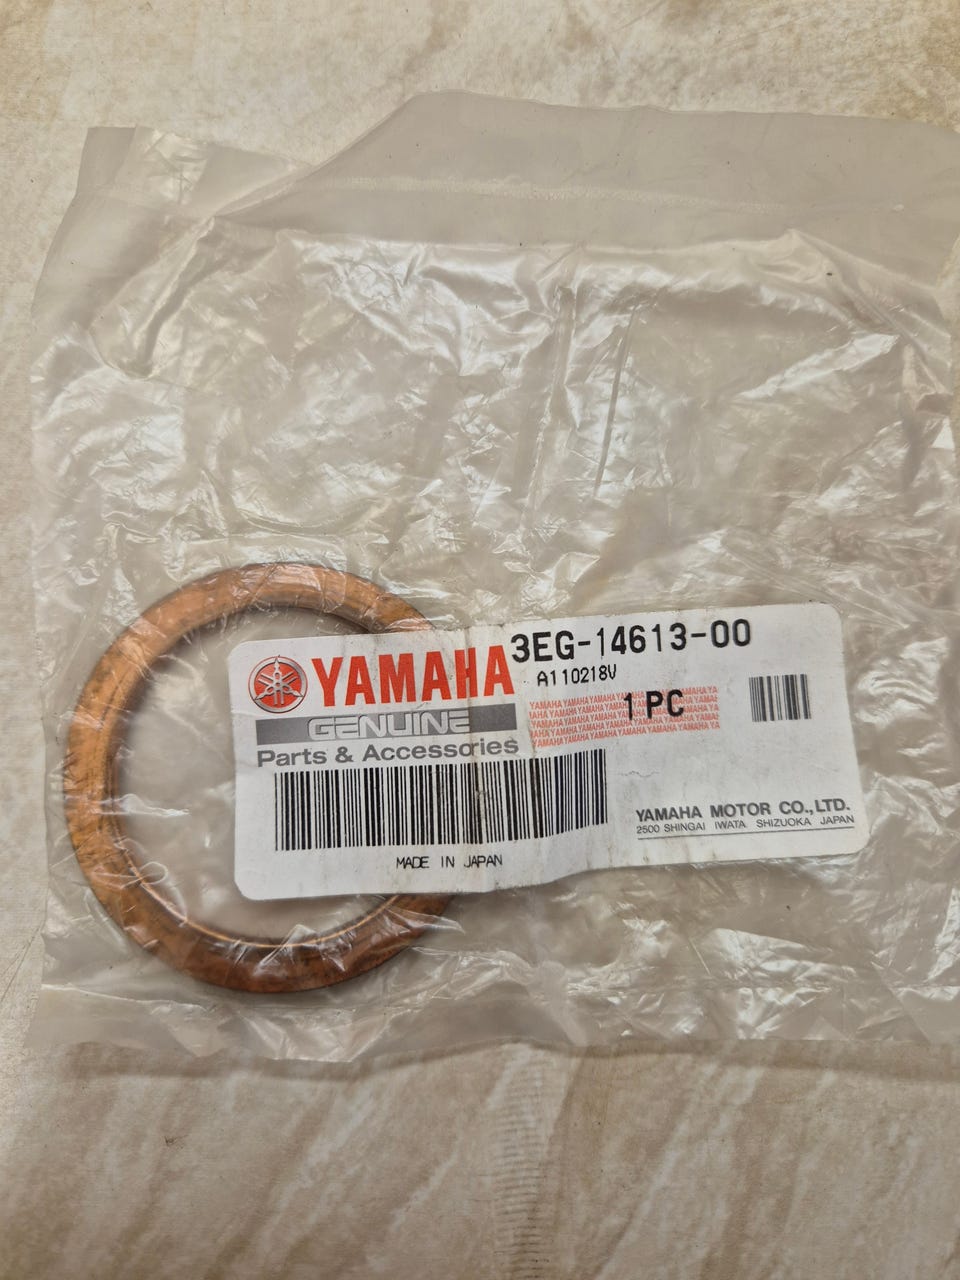 3EG-14613-00
YAMAHA
A110218V
GENUINE
1 PC
Parts & Accessories
YAMAHA MOTOR CO.,LTD.
2500 SHINGAI IWATA SHIZUOKA JAPAN
MADE IN JAPAN